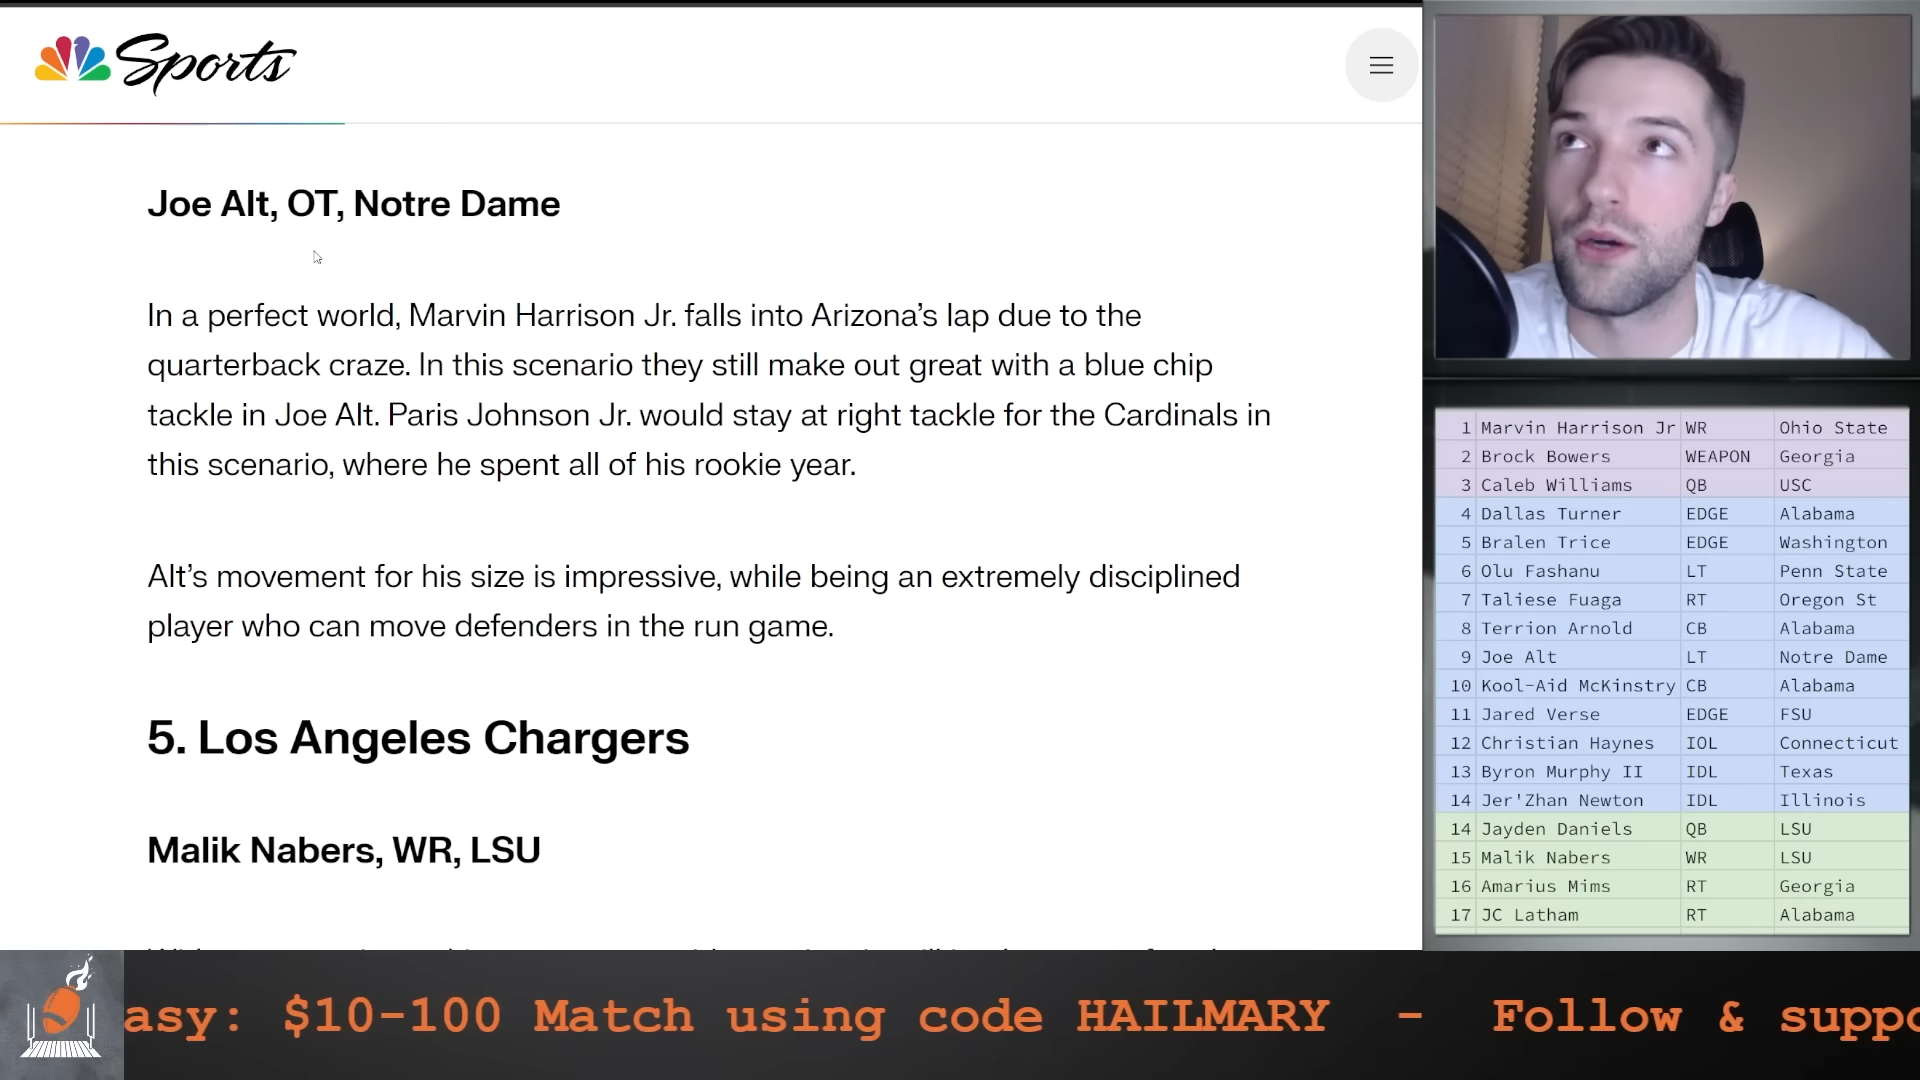 Sports
Joe Alt, OT, Notre Dame
In a perfect world, Marvin Harrison Jr. falls into Arizona’s lap due to the
quarterback craze. In this scenario they still make out great with a blue chip
tackle in Joe Alt. Paris Johnson Jr. would stay at right tackle for the Cardinals in
this scenario, where he spent all of his rookie year.
Alt’s movement for his size is impressive, while being an extremely disciplined
player who can move defenders in the run game.
5. Los Angeles Chargers
Malik Nabers, WR, LSU
1 Marvin Harrison Jr WR Ohio State
2 Brock Bowers WEAPON Georgia
3 Caleb Williams QB USC
4 Dallas Turner EDGE Alabama
5 Bralen Trice EDGE Washington
6 Olu Fashanu LT Penn State
7 Taliese Fuaga RT Oregon St
8 Terrion Arnold CB Alabama
9 Joe Alt LT Notre Dame
10 Kool-Aid McKinstry CB Alabama
11 Jared Verse EDGE FSU
12 Christian Haynes IOL Connecticut
13 Byron Murphy II IDL Texas
14 Jer'Zhan Newton IDL Illinois
14 Jayden Daniels QB LSU
15 Malik Nabers WR LSU
16 Amarius Mims RT Georgia
17 JC Latham RT Alabama
asy: $10-100 Match using code HAILMARY - Follow & suppo